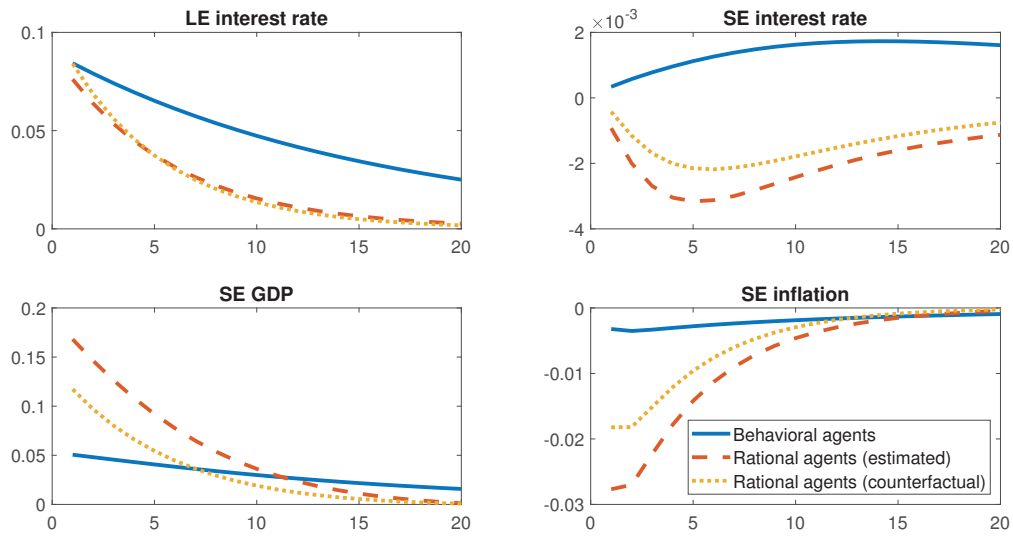 LE interest rate
0.1
0.05
0
0 5 10 15 20
SE interest rate
×10⁻³
2
0
-2
-4
0 5 10 15 20
SE GDP
0.2
0.15
0.1
0.05
0
0 5 10 15 20
SE inflation
0
-0.01
-0.02
-0.03
0 5 10 15 20
Behavioral agents
Rational agents (estimated)
Rational agents (counterfactual)